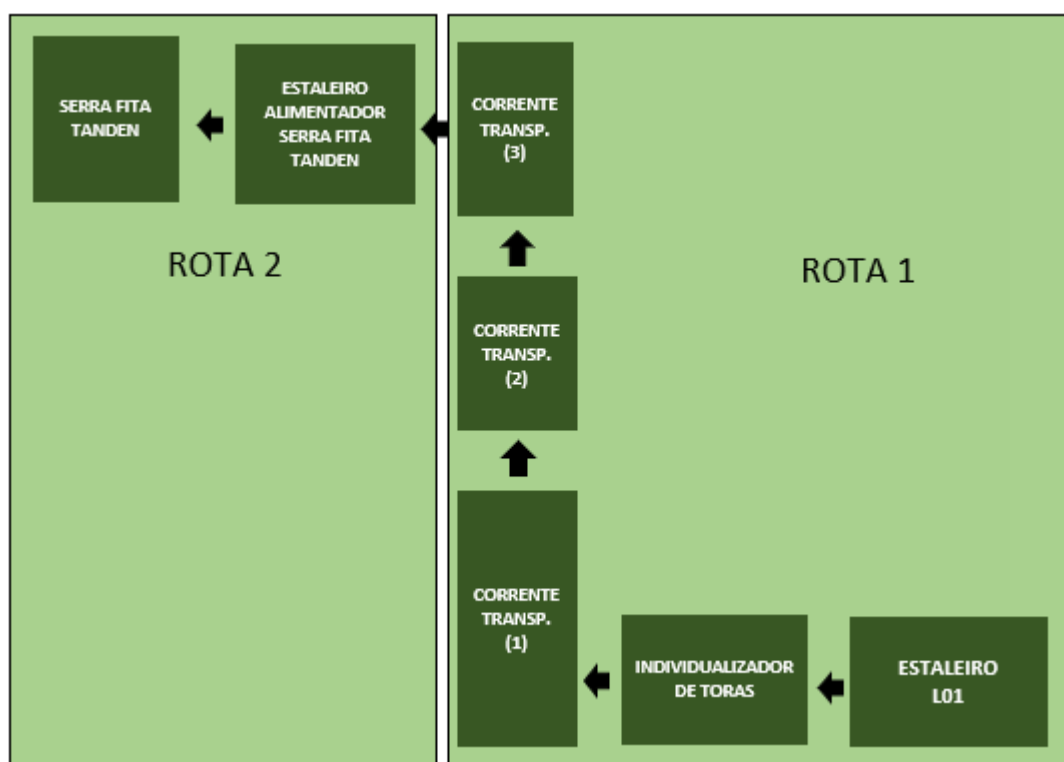 SERRA FITA
TANDEN
ESTALEIRO
ALIMENTADOR
SERRA FITA
TANDEN
ROTA 2
CORRENTE
TRANSP.
(3)
ROTA 1
CORRENTE
TRANSP.
(2)
CORRENTE
TRANSP.
(1)
INDIVIDUALIZADOR
DE TORAS
ESTALEIRO
L01